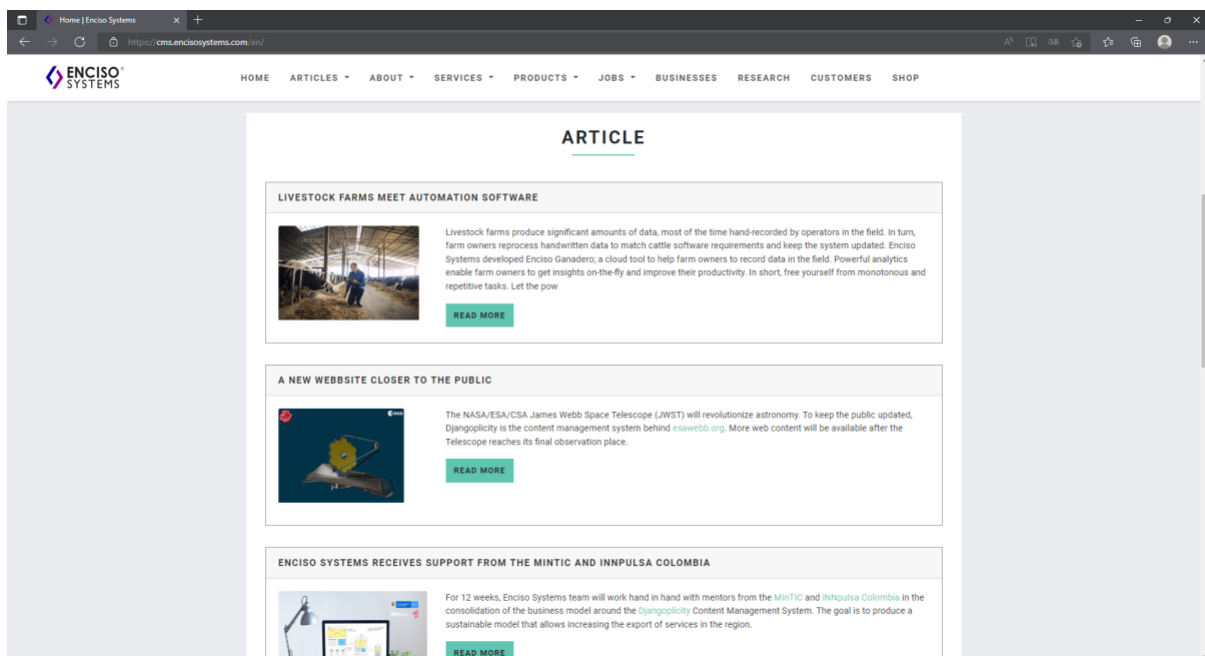 Home | Enciso Systems
https://cms.encisosystems.com/en/
ENCISO
SYSTEMS
HOME ARTICLES ABOUT SERVICES PRODUCTS JOBS BUSINESSES RESEARCH CUSTOMERS SHOP
ARTICLE
LIVESTOCK FARMS MEET AUTOMATION SOFTWARE
Livestock farms produce significant amounts of data, most of the time hand-recorded by operators in the field. In turn,
farm owners reprocess handwritten data to match cattle software requirements and keep the system updated. Enciso
Systems developed Enciso Ganadero; a cloud tool to help farm owners to record data in the field. Powerful analytics
enable farm owners to get insights on-the-fly and improve their productivity. In short, free yourself from monotonous and
repetitive tasks. Let the pow
READ MORE
A NEW WEBBSITE CLOSER TO THE PUBLIC
esa
The NASA/ESA/CSA James Webb Space Telescope (JWST) will revolutionize astronomy. To keep the public updated,
Djangoplicity is the content management system behind esawebb.org. More web content will be available after the
Telescope reaches its final observation place.
READ MORE
ENCISO SYSTEMS RECEIVES SUPPORT FROM THE MINTIC AND INNPULSA COLOMBIA
For 12 weeks, Enciso Systems team will work hand in hand with mentors from the MinTIC and iNNpulsa Colombia in the
consolidation of the business model around the Djangoplicity Content Management System. The goal is to produce a
sustainable model that allows increasing the export of services in the region.
READ MORE